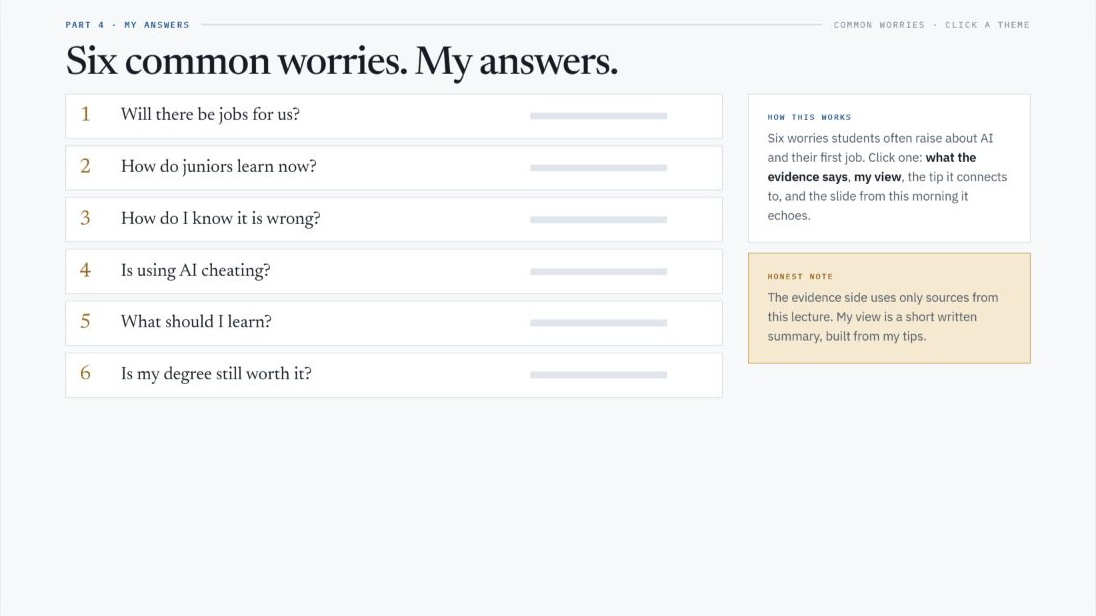 PART 4 · MY ANSWERS
COMMON WORRIES · CLICK A THEME
Six common worries. My answers.
1 Will there be jobs for us?
2 How do juniors learn now?
3 How do I know it is wrong?
4 Is using AI cheating?
5 What should I learn?
6 Is my degree still worth it?
HOW THIS WORKS
Six worries students often raise about AI
and their first job. Click one: what the
evidence says, my view, the tip it connects
to, and the slide from this morning it
echoes.
HONEST NOTE
The evidence side uses only sources from
this lecture. My view is a short written
summary, built from my tips.